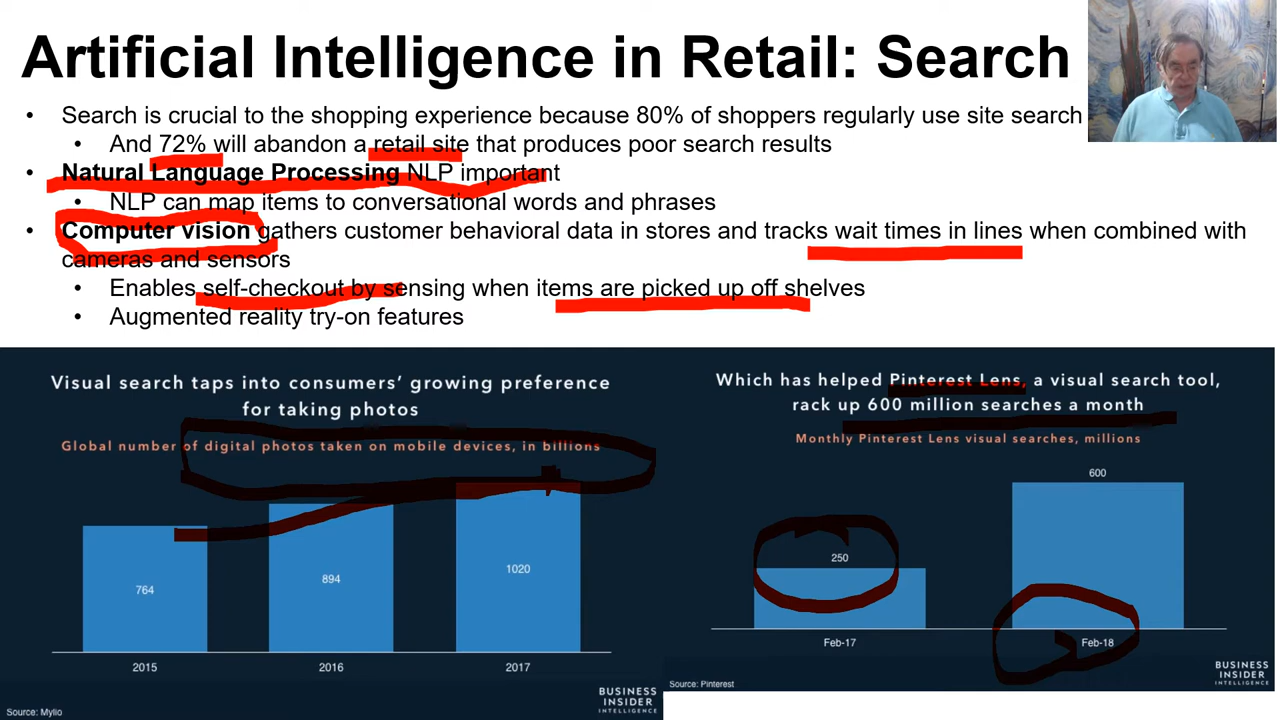 Artificial Intelligence in Retail: Search
• Search is crucial to the shopping experience because 80% of shoppers regularly use site search
• And 72% will abandon a retail site that produces poor search results
• Natural Language Processing NLP important
• NLP can map items to conversational words and phrases
• Computer vision gathers customer behavioral data in stores and tracks wait times in lines when combined with
cameras and sensors
• Enables self-checkout by sensing when items are picked up off shelves
• Augmented reality try-on features
Visual search taps into consumers' growing preference
for taking photos
Global number of digital photos taken on mobile devices, in billions
764
894
1020
2015
2016
2017
BUSINESS
INSIDER
INTELLIGENCE
Source: Mylio
Which has helped Pinterest Lens, a visual search tool,
rack up 600 million searches a month
Monthly Pinterest Lens visual searches, millions
600
250
Feb-17
Feb-18
BUSINESS
INSIDER
INTELLIGENCE
Source: Pinterest